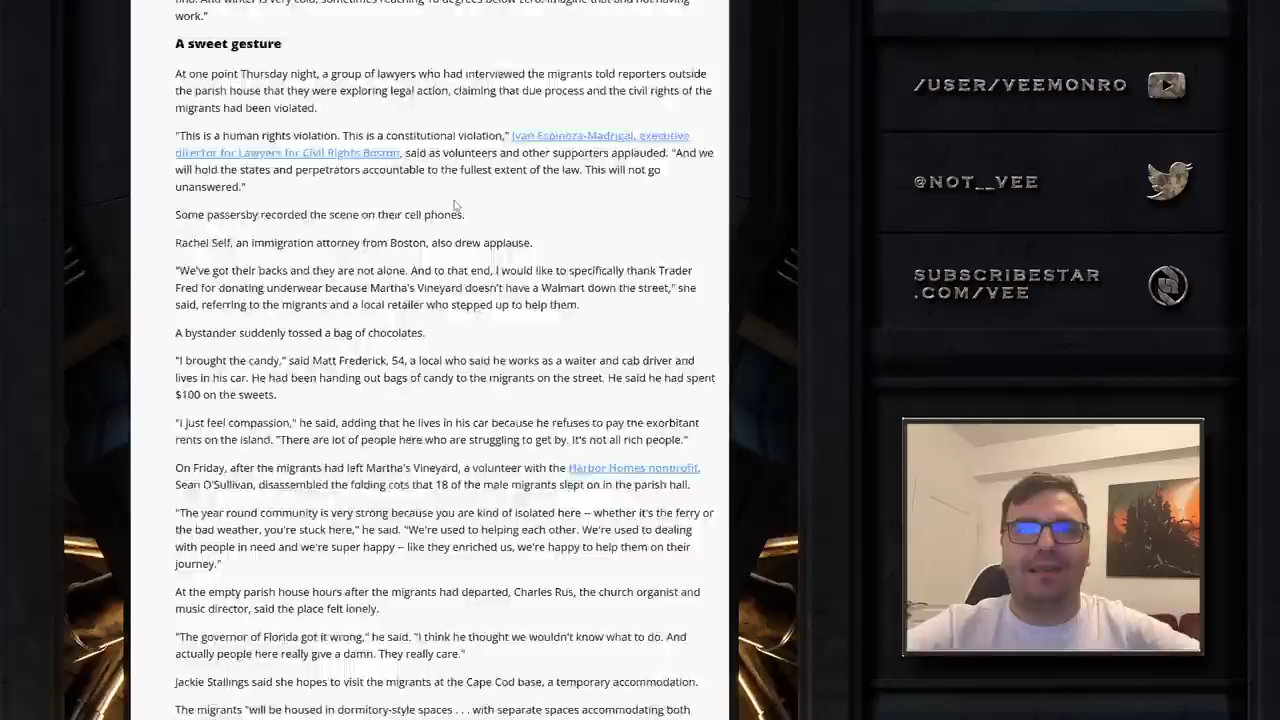 work."
A sweet gesture
At one point Thursday night, a group of lawyers who had interviewed the migrants told reporters outside
the parish house that they were exploring legal action, claiming that due process and the civil rights of the
migrants had been violated.
"This is a human rights violation. This is a constitutional violation," Ivan Espinoza-Madrigal, executive
director for Lawyers for Civil Rights Boston, said as volunteers and other supporters applauded. "And we
will hold the states and perpetrators accountable to the fullest extent of the law. This will not go
unanswered."
Some passersby recorded the scene on their cell phones.
Rachel Self, an immigration attorney from Boston, also drew applause.
"We've got their backs and they are not alone. And to that end, I would like to specifically thank Trader
Fred for donating underwear because Martha's Vineyard doesn't have a Walmart down the street," she
said, referring to the migrants and a local retailer who stepped up to help them.
A bystander suddenly tossed a bag of chocolates.
"I brought the candy," said Matt Frederick, 54, a local who said he works as a waiter and cab driver and
lives in his car. He had been handing out bags of candy to the migrants on the street. He said he had spent
$100 on the sweets.
"I just feel compassion," he said, adding that he lives in his car because he refuses to pay the exorbitant
rents on the island. "There are lot of people here who are struggling to get by. It's not all rich people."
On Friday, after the migrants had left Martha's Vineyard, a volunteer with the Harbor Homes nonprofit,
Sean O'Sullivan, disassembled the folding cots that 18 of the male migrants slept on in the parish hall.
"The year round community is very strong because you are kind of isolated here -- whether it's the ferry or
the bad weather, you're stuck here," he said. "We're used to helping each other. We're used to dealing
with people in need and we're super happy -- like they enriched us, we're happy to help them on their
journey."
At the empty parish house hours after the migrants had departed, Charles Rus, the church organist and
music director, said the place felt lonely.
"The governor of Florida got it wrong," he said. "I think he thought we wouldn't know what to do. And
actually people here really give a damn. They really care."
Jackie Stallings said she hopes to visit the migrants at the Cape Cod base, a temporary accommodation.
The migrants "will be housed in dormitory-style spaces . . . with separate spaces accommodating both
/USER/VEEMONRO
@NOT__VEE
SUBSCRIBESTAR
.COM/VEE